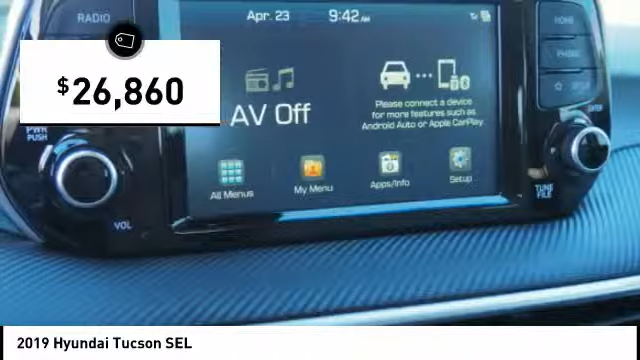 RADIO
Apr. 23
9:42 AM
HOME
$26,860
PHONE
AV Off
Please connect a device
for more features such as
Android Auto or Apple CarPlay
ENTER
PWR
PUSH
All Menus
My Menu
Apps/Info
Setup
VOL
TUNE
FILE
2019 Hyundai Tucson SEL